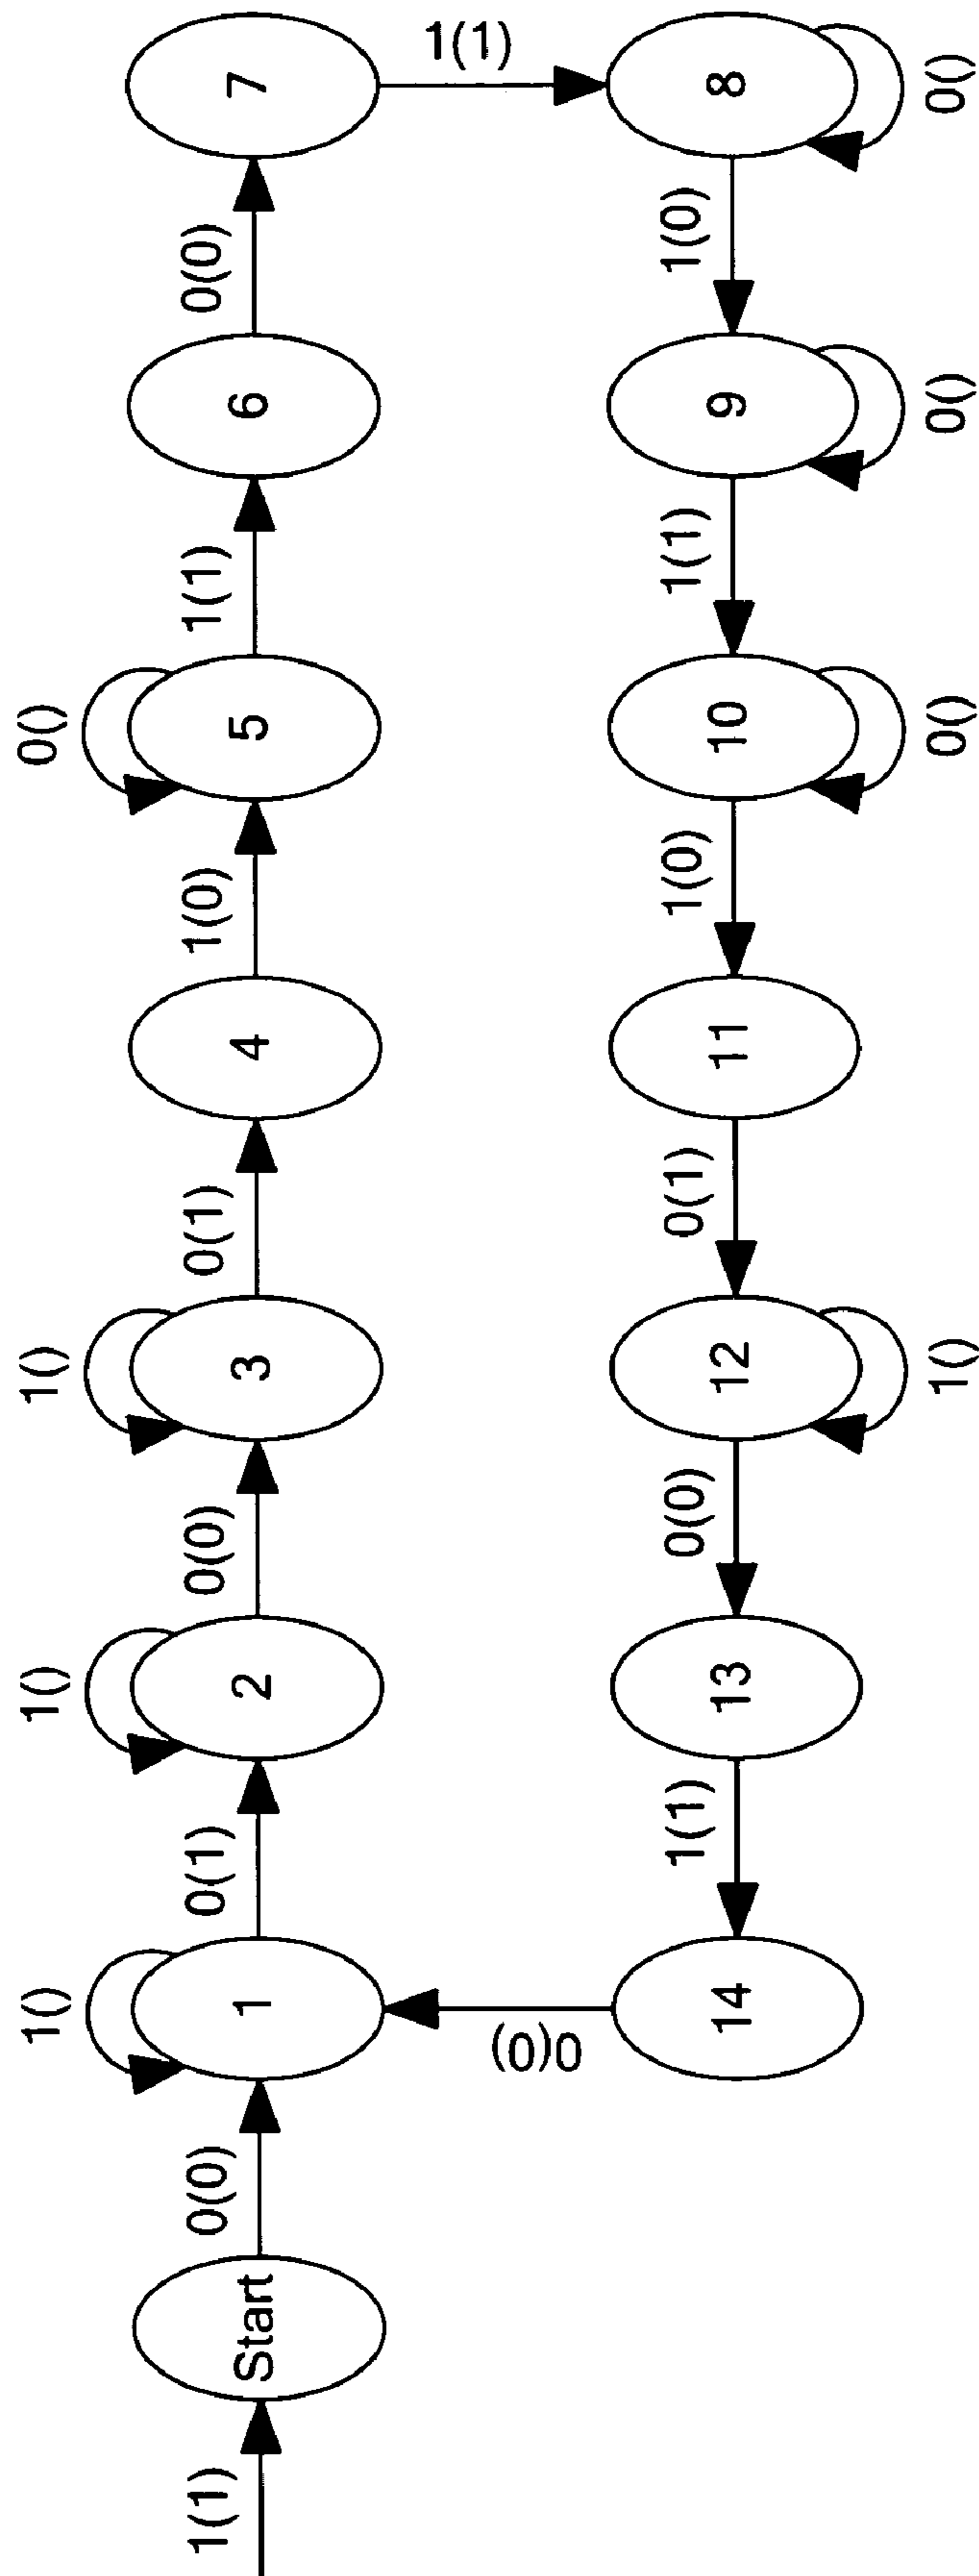 1() 1() 1() 0()
1(1) 0(0) 0(1) 0(0) 0(1) 1(0) 1(1) 0(0)
Start 1 2 3 4 5 6 7
0(0) 1(1)
1(1) 0(0) 0(1) 1(0) 1(1) 1(0)
14 13 12 11 10 9 8
1() 0() 0() 0()